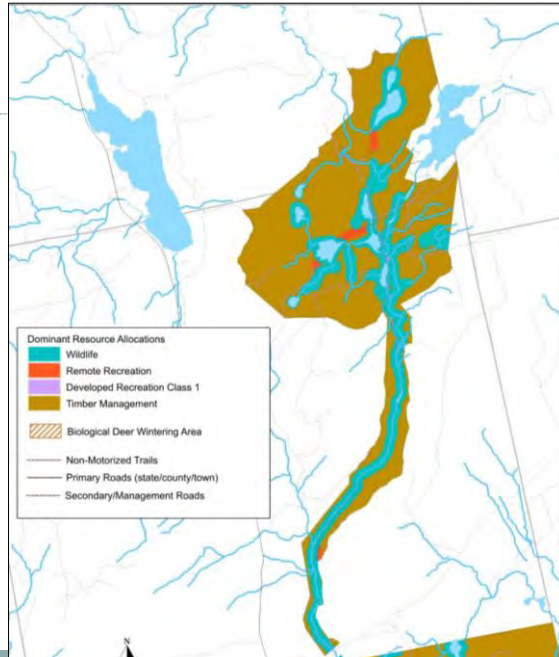 Dominant Resource Allocations
Wildlife
Remote Recreation
Developed Recreation Class 1
Timber Management
Biological Deer Wintering Area
Non-Motorized Trails
Primary Roads (state/county/town)
Secondary/Management Roads
N